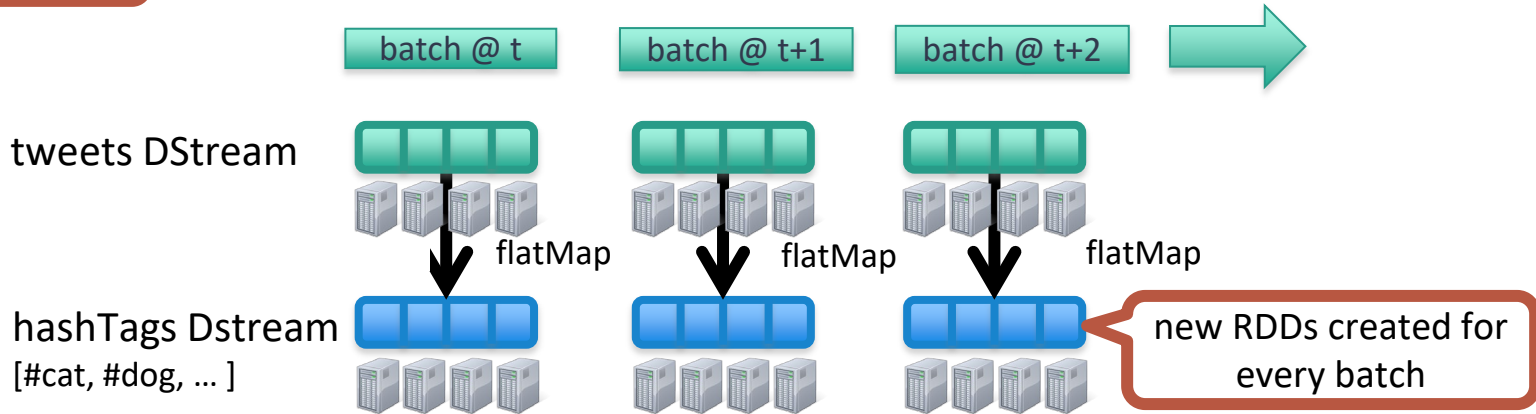 batch @ t
batch @ t+1
batch @ t+2
tweets DStream
flatMap
flatMap
flatMap
hashTags Dstream
[#cat, #dog, … ]
new RDDs created for
every batch